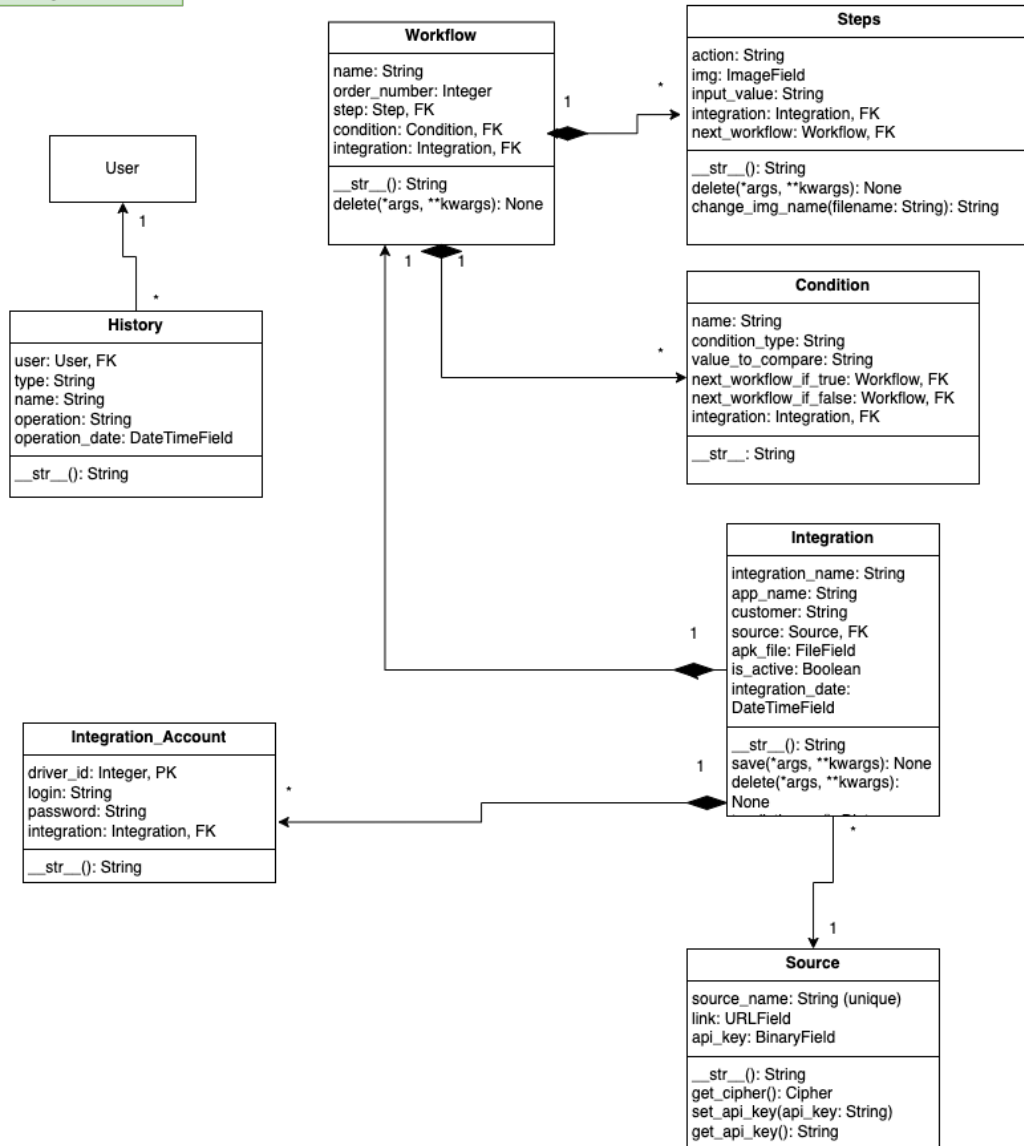 Workflow
name: String
order_number: Integer
step: Step, FK
condition: Condition, FK
integration: Integration, FK
__str__(): String
delete(*args, **kwargs): None
1
*
Steps
action: String
img: ImageField
input_value: String
integration: Integration, FK
next_workflow: Workflow, FK
__str__(): String
delete(*args, **kwargs): None
change_img_name(filename: String): String
User
1
*
History
user: User, FK
type: String
name: String
operation: String
operation_date: DateTimeField
__str__(): String
1
1
*
Condition
name: String
condition_type: String
value_to_compare: String
next_workflow_if_true: Workflow, FK
next_workflow_if_false: Workflow, FK
integration: Integration, FK
__str__: String
1
Integration
integration_name: String
app_name: String
customer: String
source: Source, FK
apk_file: FileField
is_active: Boolean
integration_date:
DateTimeField
__str__(): String
save(*args, **kwargs): None
delete(*args, **kwargs):
None
1
*
Integration_Account
driver_id: Integer, PK
login: String
password: String
integration: Integration, FK
__str__(): String
*
1
Source
source_name: String (unique)
link: URLField
api_key: BinaryField
__str__(): String
get_cipher(): Cipher
set_api_key(api_key: String)
get_api_key(): String